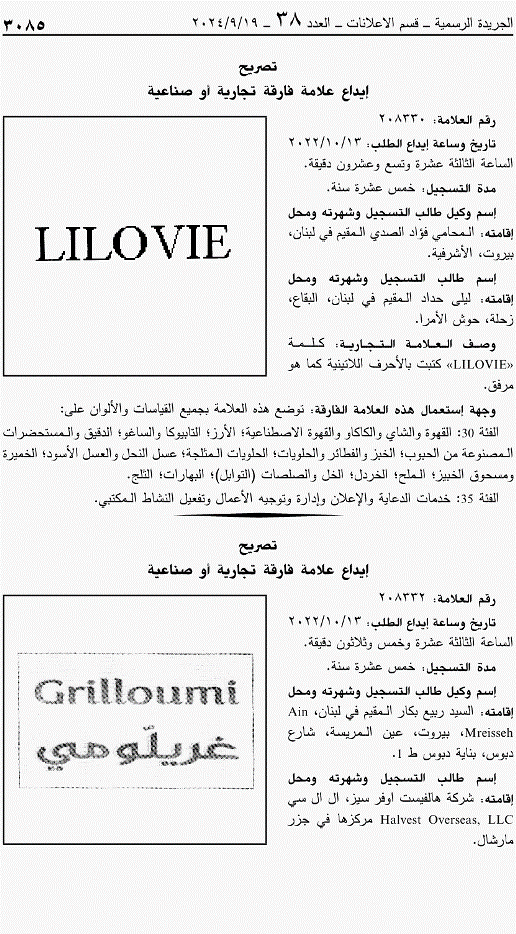 الجريدة الرسمية – قسم الاعلانات – العدد ٣٨ – ٢٠٢٤/٩/١٩
٣٠٨٥
تصريح
إيداع علامة فارقة تجارية أو صناعية
رقم العلامة: ٢٠٨٣٣٠
تاريخ وساعة إيداع الطلب: ٢٠٢٢/١٠/١٣
الساعة الثالثة عشرة وتسع وعشرون دقيقة.
مدة التسجيل: خمس عشرة سنة.
إسم وكيل طالب التسجيل وشهرته ومحل
إقامته: المحامي فؤاد الصدي المقيم في لبنان،
بيروت، الأشرفية.
إسم طالب التسجيل وشهرته ومحل
إقامته: ليلى حداد المقيم في لبنان، البقاع،
زحلة، حوش الأمرا.
وصف العلامة التجارية: كلمة
«LILOVIE» كتبت بالأحرف اللاتينية كما هو
مرفق.
LILOVIE
وجهة إستعمال هذه العلامة الفارقة: توضع هذه العلامة بجميع القياسات والألوان على:
الفئة 30: القهوة والشاي والكاكاو والقهوة الاصطناعية؛ الأرز؛ التابيوكا والساغو؛ الدقيق والمستحضرات
المصنوعة من الحبوب؛ الخبز والفطائر والحلويات؛ الحلويات المثلجة؛ عسل النحل والعسل الأسود؛ الخميرة
ومسحوق الخبيز؛ الملح؛ الخردل؛ الخل والصلصات (التوابل)؛ البهارات؛ الثلج.
الفئة 35: خدمات الدعاية والإعلان وإدارة وتوجيه الأعمال وتفعيل النشاط المكتبي.
تصريح
إيداع علامة فارقة تجارية أو صناعية
رقم العلامة: ٢٠٨٣٣٢
تاريخ وساعة إيداع الطلب: ٢٠٢٢/١٠/١٣
الساعة الثالثة عشرة وخمس وثلاثون دقيقة.
مدة التسجيل: خمس عشرة سنة.
إسم وكيل طالب التسجيل وشهرته ومحل
إقامته: السيد ربيع بكار المقيم في لبنان، Ain
Mreisseh، بيروت، عين المريسة، شارع
دبوس، بناية دبوس ط 1.
إسم طالب التسجيل وشهرته ومحل
إقامته: شركة هالفيست اوفر سيز، ال ال سي
Halvest Overseas, LLC مركزها في جزر
مارشال.
Grilloumi
غريلّومي